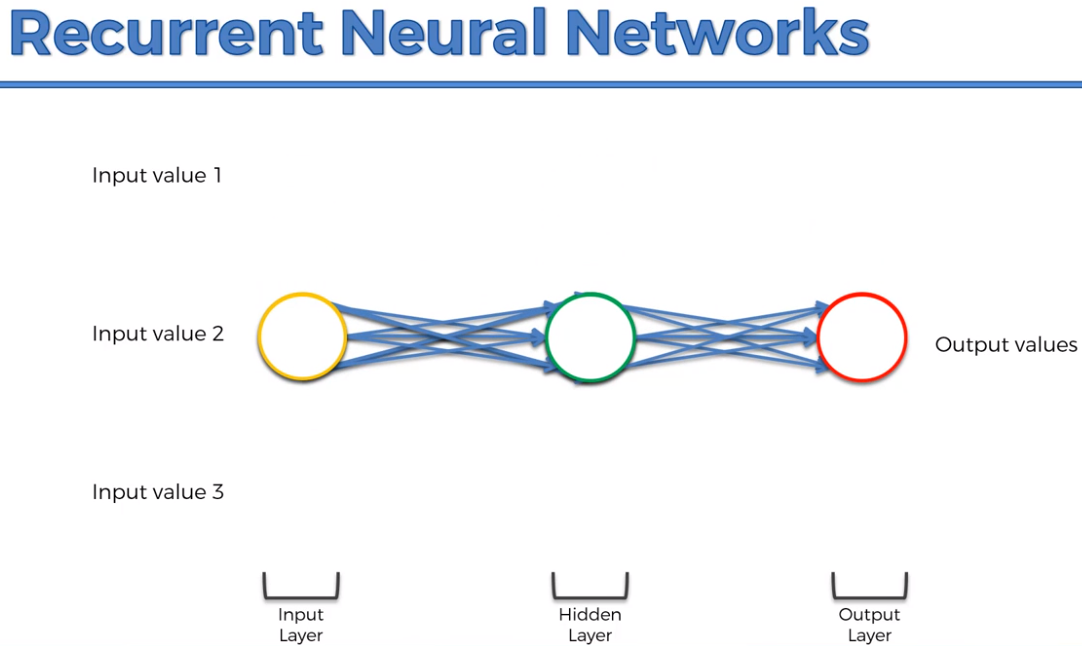 Recurrent Neural Networks
Input value 1
Input value 2
Output values
Input value 3
Input
Layer
Hidden
Layer
Output
Layer